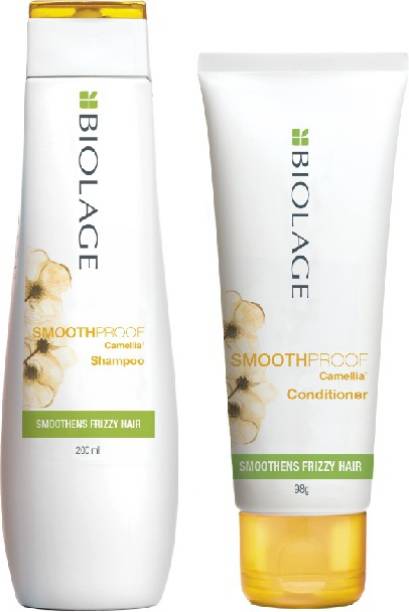 BIOLAGE
SMOOTHPROOF
Camellia
Shampoo
SMOOTHENS FRIZZY HAIR
200 ml
BIOLAGE
SMOOTHPROOF
Camellia
Conditioner
SMOOTHENS FRIZZY HAIR
98g